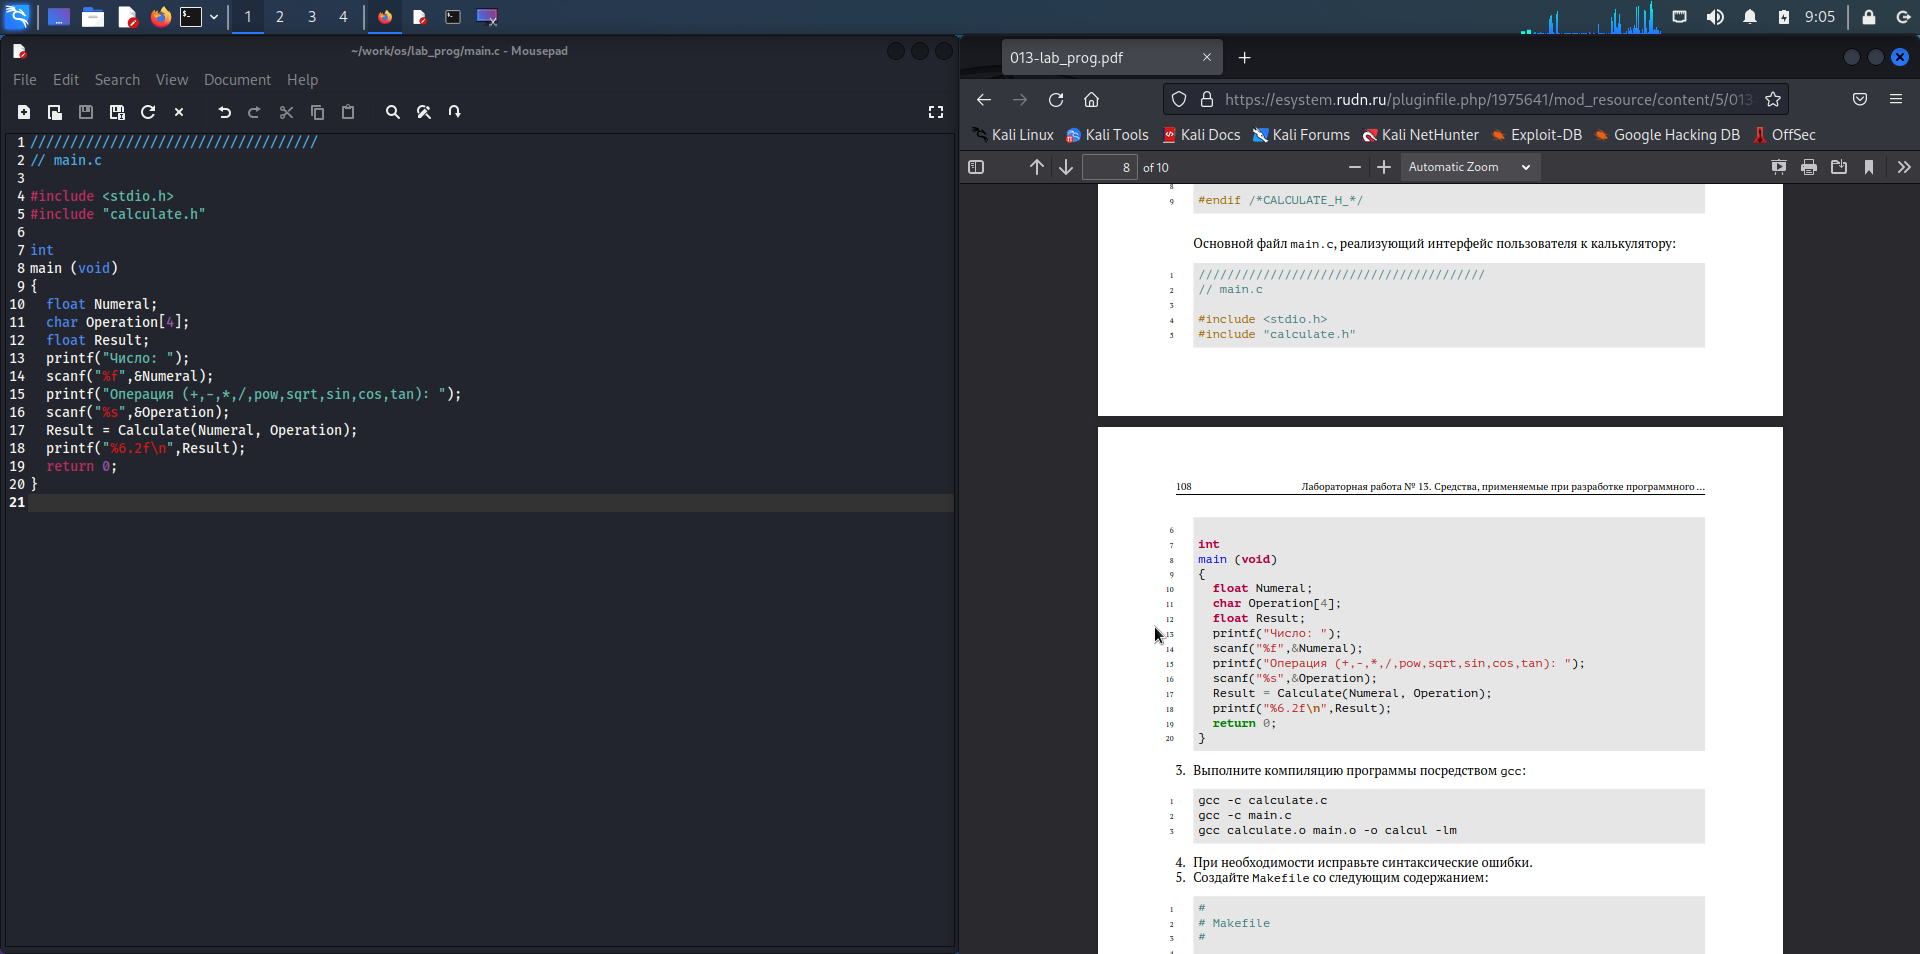 1 2 3 4
9:05
~/work/os/lab_prog/main.c - Mousepad
File Edit Search View Document Help
1 ////////////////////////////////////
2 // main.c
3
4 #include <stdio.h>
5 #include "calculate.h"
6
7 int
8 main (void)
9 {
10 float Numeral;
11 char Operation[4];
12 float Result;
13 printf("Число: ");
14 scanf("%f",&Numeral);
15 printf("Операция (+,-,*,/,pow,sqrt,sin,cos,tan): ");
16 scanf("%s",&Operation);
17 Result = Calculate(Numeral, Operation);
18 printf("%6.2f\n",Result);
19 return 0;
20 }
21
013-lab_prog.pdf
https://esystem.rudn.ru/pluginfile.php/1975641/mod_resource/content/5/013
Kali Linux Kali Tools Kali Docs Kali Forums Kali NetHunter Exploit-DB Google Hacking DB OffSec
8 of 10 Automatic Zoom
8
9 #endif /*CALCULATE_H_*/
Основной файл main.c, реализующий интерфейс пользователя к калькулятору:
1 ////////////////////////////////////////
2 // main.c
3
4 #include <stdio.h>
5 #include "calculate.h"
108 Лабораторная работа № 13. Средства, применяемые при разработке программного ...
6
7 int
8 main (void)
9 {
10 float Numeral;
11 char Operation[4];
12 float Result;
13 printf("Число: ");
14 scanf("%f",&Numeral);
15 printf("Операция (+,-,*,/,pow,sqrt,sin,cos,tan): ");
16 scanf("%s",&Operation);
17 Result = Calculate(Numeral, Operation);
18 printf("%6.2f\n",Result);
19 return 0;
20 }
3. Выполните компиляцию программы посредством gcc:
1 gcc -c calculate.c
2 gcc -c main.c
3 gcc calculate.o main.o -o calcul -lm
4. При необходимости исправьте синтаксические ошибки.
5. Создайте Makefile со следующим содержанием:
1 #
2 # Makefile
3 #